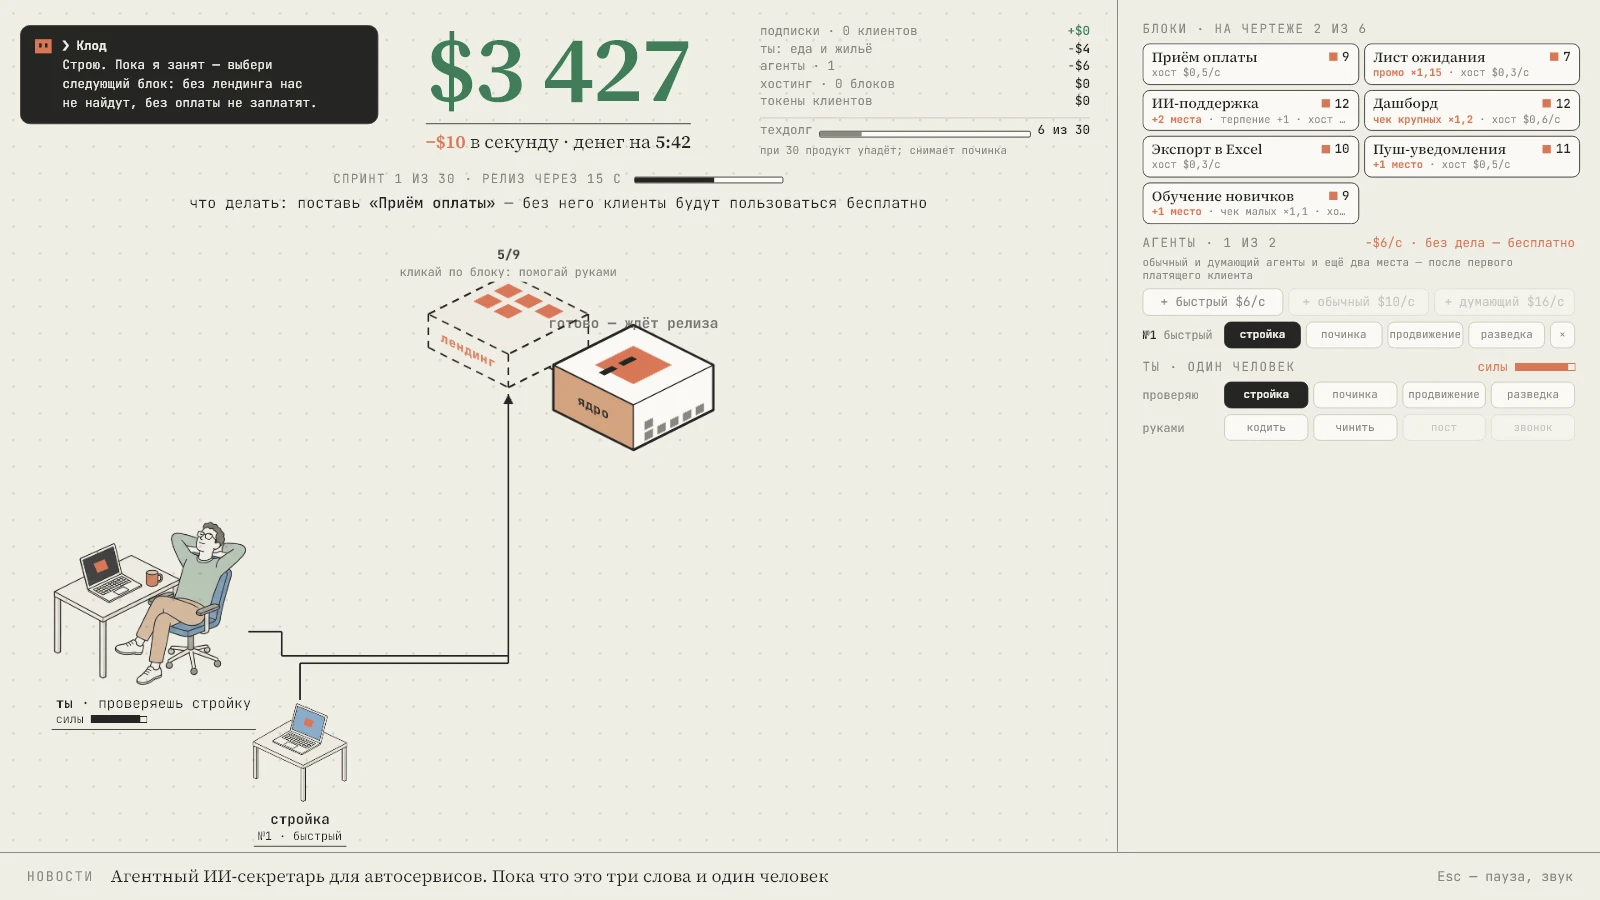 ❯ Клод
Строю. Пока я занят — выбери
следующий блок: без лендинга нас
не найдут, без оплаты не заплатят.
$3 427
−$10 в секунду · денег на 5:42
подписки · 0 клиентов +$0
ты: еда и жильё -$4
агенты · 1 -$6
хостинг · 0 блоков $0
токены клиентов $0
техдолг 6 из 30
при 30 продукт упадёт; снимает починка
СПРИНТ 1 ИЗ 30 · РЕЛИЗ ЧЕРЕЗ 15 С
что делать: поставь «Приём оплаты» — без него клиенты будут пользоваться бесплатно
5/9
кликай по блоку: помогай руками
готово — ждёт релиза
лендинг
ядро
ты · проверяешь стройку
силы
стройка
№1 · быстрый
БЛОКИ · НА ЧЕРТЕЖЕ 2 ИЗ 6
Приём оплаты 9
хост $0,5/с
Лист ожидания 7
промо ×1,15 · хост $0,3/с
ИИ-поддержка 12
+2 места · терпение +1 · хост …
Дашборд 12
чек крупных ×1,2 · хост $0,6/с
Экспорт в Excel 10
хост $0,3/с
Пуш-уведомления 11
+1 место · хост $0,5/с
Обучение новичков 9
+1 место · чек малых ×1,1 · хо…
АГЕНТЫ · 1 ИЗ 2 -$6/с · без дела — бесплатно
обычный и думающий агенты и ещё два места — после первого
платящего клиента
+ быстрый $6/с + обычный $10/с + думающий $16/с
№1 быстрый стройка починка продвижение разведка ×
ТЫ · ОДИН ЧЕЛОВЕК силы
проверяю стройка починка продвижение разведка
руками кодить чинить пост звонок
НОВОСТИ Агентный ИИ-секретарь для автосервисов. Пока что это три слова и один человек
Esc — пауза, звук